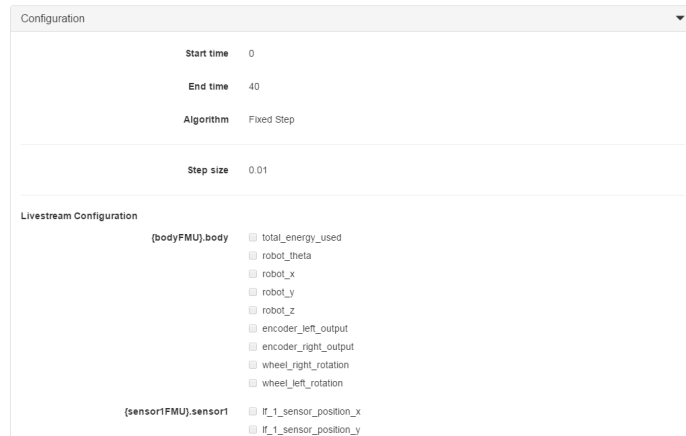 Configuration
Start time 0
End time 40
Algorithm Fixed Step
Step size 0.01
Livestream Configuration
{bodyFMU}.body total_energy_used
robot_theta
robot_x
robot_y
robot_z
encoder_left_output
encoder_right_output
wheel_right_rotation
wheel_left_rotation
{sensor1FMU}.sensor1 lf_1_sensor_position_x
lf_1_sensor_position_y